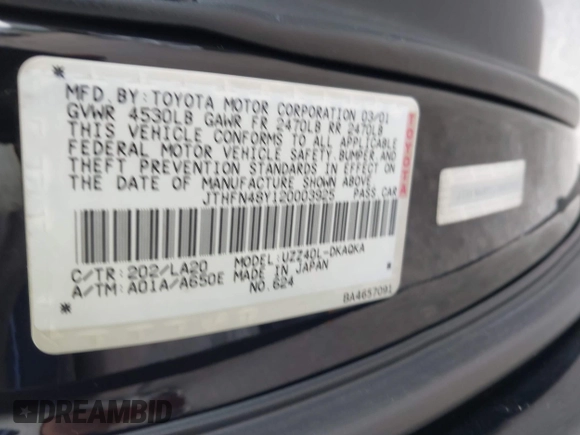 MFD. BY: TOYOTA MOTOR CORPORATION 03/01
GVWR 4530LB GAWR FR 2470LB RR 2470LB
THIS VEHICLE CONFORMS TO ALL APPLICABLE
FEDERAL MOTOR VEHICLE SAFETY, BUMPER AND
THEFT PREVENTION STANDARDS IN EFFECT ON
THE DATE OF MANUFACTURE SHOWN ABOVE.
JTHFN48Y120003925 PASS. CAR
TOYOTA
C/TR: 202/LA20 MODEL: UZZ40L-DKAQKA
A/TM: A01A/A650E MADE IN JAPAN
NO. 624
BA4657091
DREAMBID